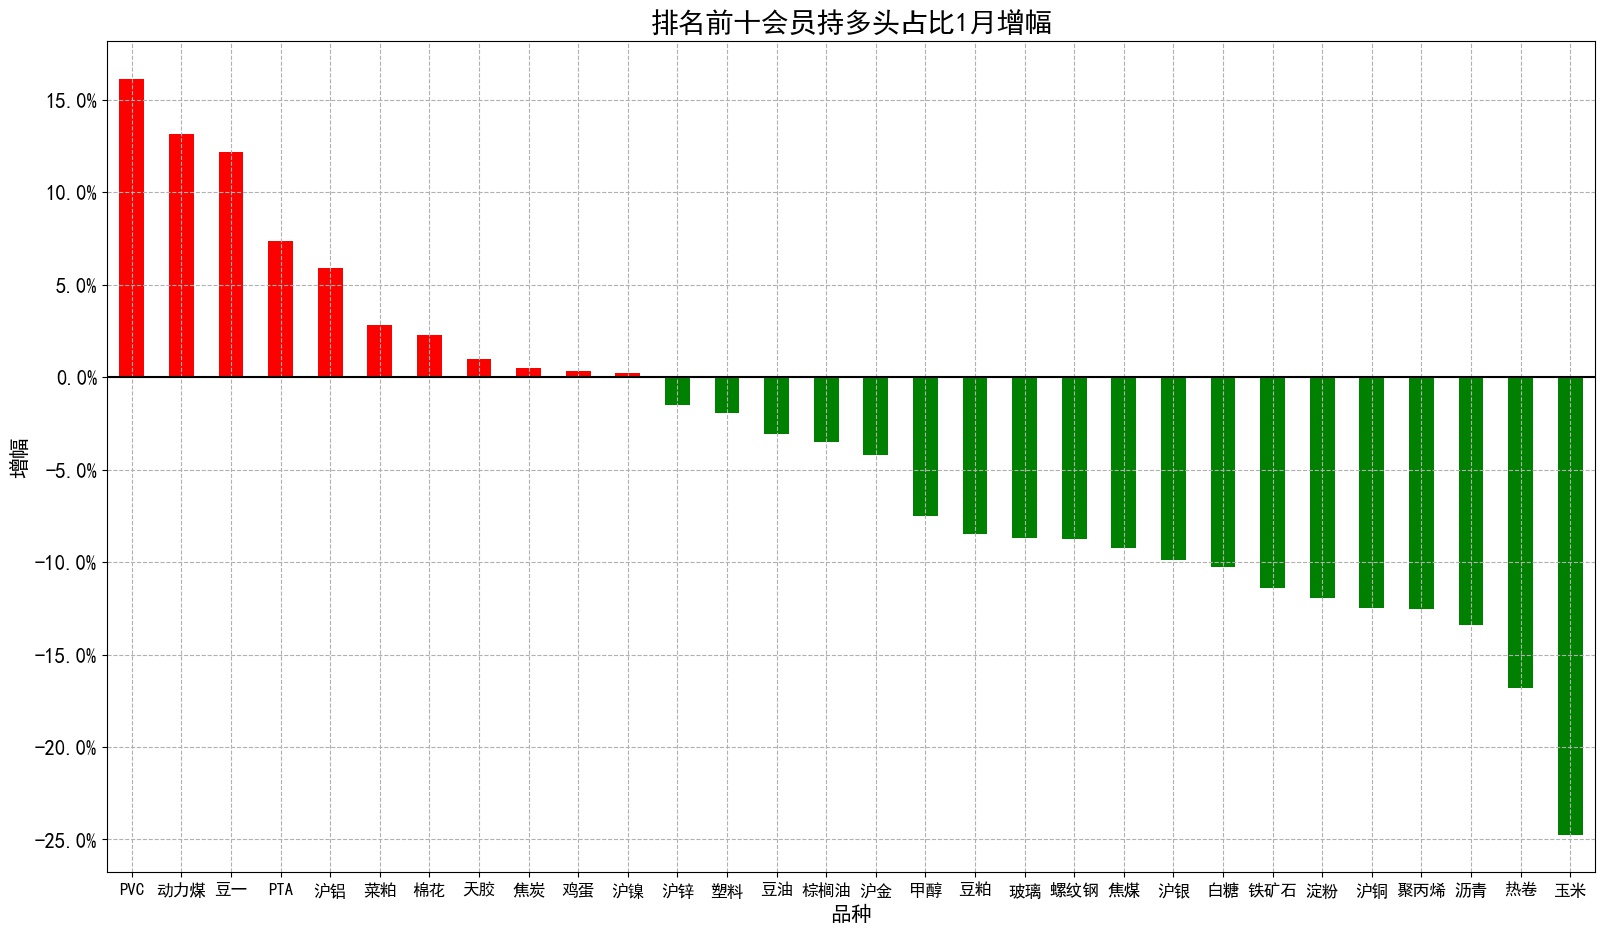 排名前十会员持多头占比1月增幅
15.0%
10.0%
5.0%
0.0%
−5.0%
−10.0%
−15.0%
−20.0%
−25.0%
增幅
PVC 动力煤 豆一 PTA 沪铝 菜粕 棉花 天胶 焦炭 鸡蛋 沪镍 沪锌 塑料 豆油 棕榈油 沪金 甲醇 豆粕 玻璃 螺纹钢 焦煤 沪银 白糖 铁矿石 淀粉 沪铜 聚丙烯 沥青 热卷 玉米
品种